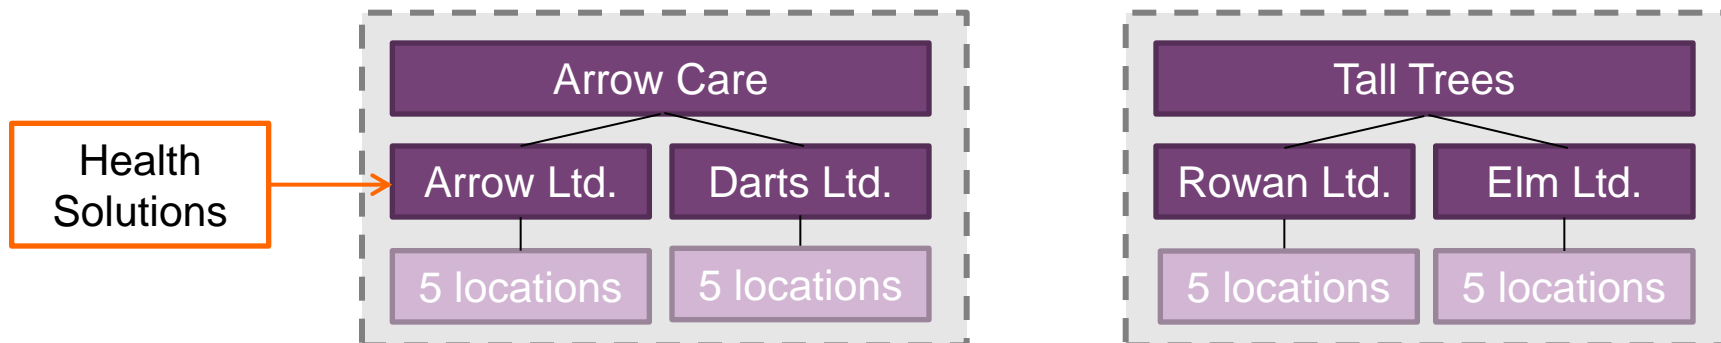 Arrow Care
Tall Trees
Health
Solutions
Arrow Ltd.
Darts Ltd.
Rowan Ltd.
Elm Ltd.
5 locations
5 locations
5 locations
5 locations